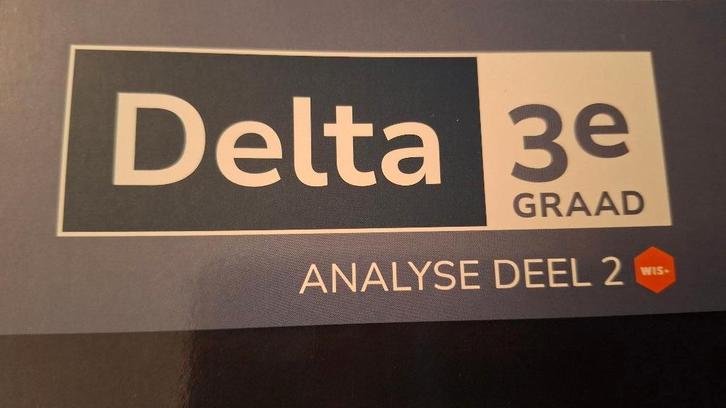 Delta 3e
GRAAD
ANALYSE DEEL 2 WIS+